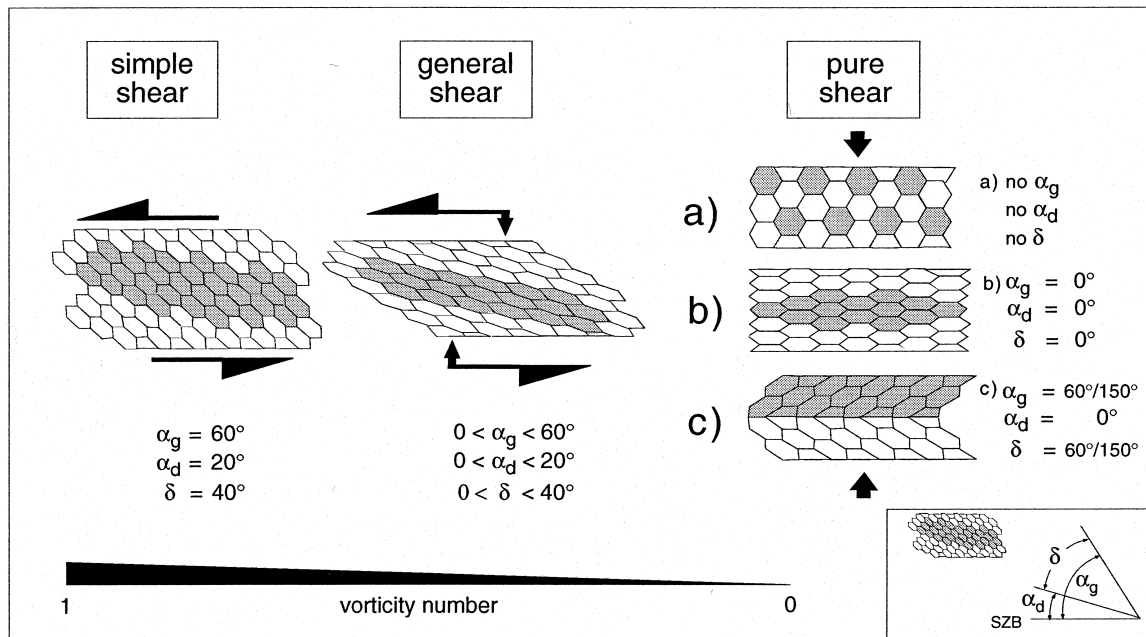 simple
shear
general
shear
pure
shear
a)
a) no αg
no αd
no δ
b)
b) αg = 0°
αd = 0°
δ = 0°
c)
c) αg = 60°/150°
αd = 0°
δ = 60°/150°
αg = 60°
αd = 20°
δ = 40°
0 < αg < 60°
0 < αd < 20°
0 < δ < 40°
1
vorticity number
0
δ
αg
αd
SZB